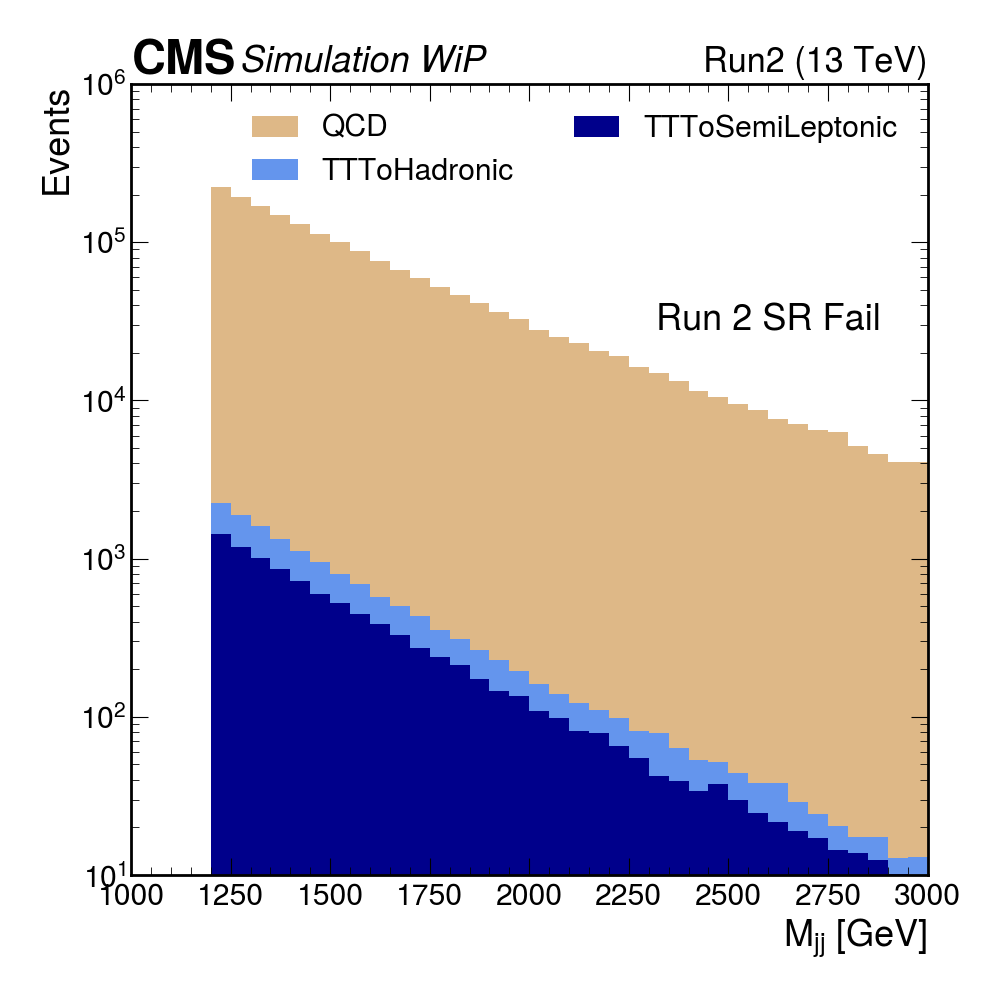 CMS Simulation WiP Run2 (13 TeV)
Events
QCD
TTToHadronic
TTToSemiLeptonic
Run 2 SR Fail
10^6
10^5
10^4
10^3
10^2
10^1
1000 1250 1500 1750 2000 2250 2500 2750 3000
M_jj [GeV]